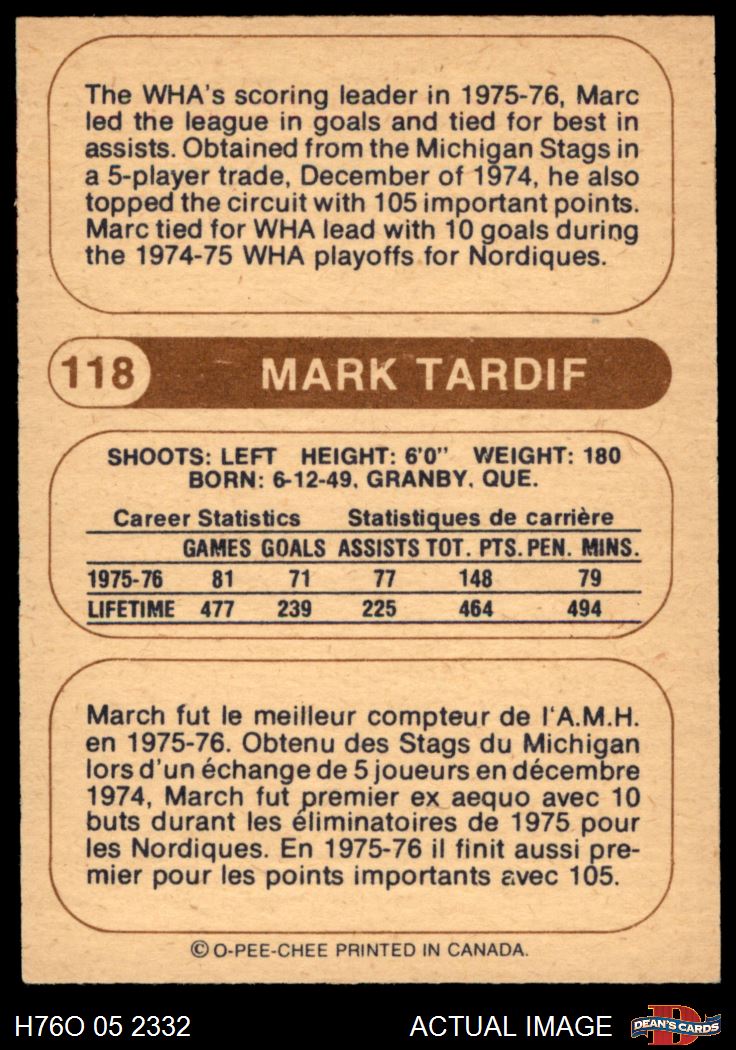 The WHA's scoring leader in 1975-76, Marc
led the league in goals and tied for best in
assists. Obtained from the Michigan Stags in
a 5-player trade, December of 1974, he also
topped the circuit with 105 important points.
Marc tied for WHA lead with 10 goals during
the 1974-75 WHA playoffs for Nordiques.
118 MARK TARDIF
SHOOTS: LEFT HEIGHT: 6'0" WEIGHT: 180
BORN: 6-12-49, GRANBY, QUE.
Career Statistics Statistiques de carrière
GAMES GOALS ASSISTS TOT. PTS. PEN. MINS.
1975-76 81 71 77 148 79
LIFETIME 477 239 225 464 494
March fut le meilleur compteur de l'A.M.H.
en 1975-76. Obtenu des Stags du Michigan
lors d'un échange de 5 joueurs en décembre
1974, March fut premier ex aequo avec 10
buts durant les éliminatoires de 1975 pour
les Nordiques. En 1975-76 il finit aussi pre-
mier pour les points importants avec 105.
© O-PEE-CHEE PRINTED IN CANADA.
H76O 05 2332 ACTUAL IMAGE D DEAN'S CARDS